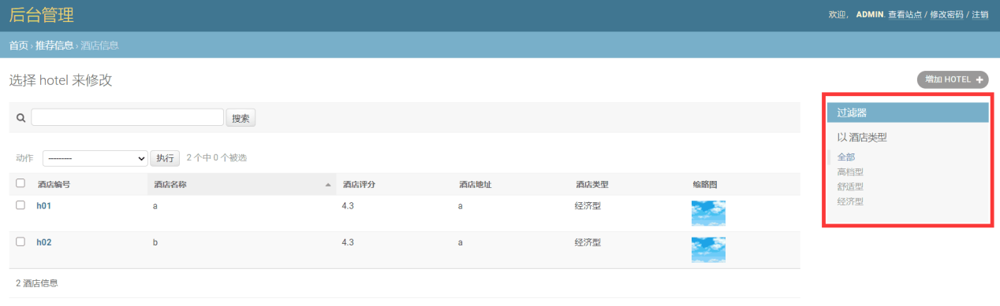 后台管理
欢迎， ADMIN. 查看站点 / 修改密码 / 注销
首页 › 推荐信息 › 酒店信息
选择 hotel 来修改
增加 HOTEL +
搜索
动作 --------- 执行 2 个中 0 个被选
酒店编号 酒店名称 酒店评分 酒店地址 酒店类型 缩略图
h01 a 4.3 a 经济型
h02 b 4.3 a 经济型
2 酒店信息
过滤器
以 酒店类型
全部
高档型
舒适型
经济型